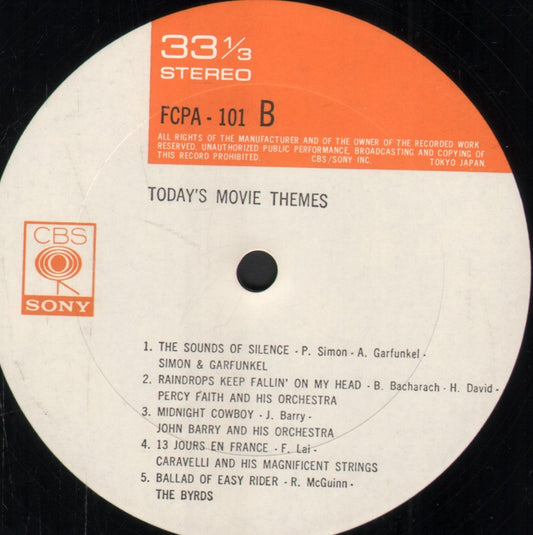 33 1/3
STEREO
FCPA - 101 B
ALL RIGHTS OF THE MANUFACTURER AND OF THE OWNER OF THE RECORDED WORK
RESERVED. UNAUTHORIZED PUBLIC PERFORMANCE, BROADCASTING AND COPYING OF
THIS RECORD PROHIBITED. CBS/SONY INC. TOKYO JAPAN.
TODAY'S MOVIE THEMES
CBS
SONY
1. THE SOUNDS OF SILENCE - P. Simon - A. Garfunkel -
SIMON & GARFUNKEL
2. RAINDROPS KEEP FALLIN' ON MY HEAD - B. Bacharach - H. David -
PERCY FAITH AND HIS ORCHESTRA
3. MIDNIGHT COWBOY - J. Barry -
JOHN BARRY AND HIS ORCHESTRA
4. 13 JOURS EN FRANCE - F. Lai -
CARAVELLI AND HIS MAGNIFICENT STRINGS
5. BALLAD OF EASY RIDER - R. McGuinn -
THE BYRDS